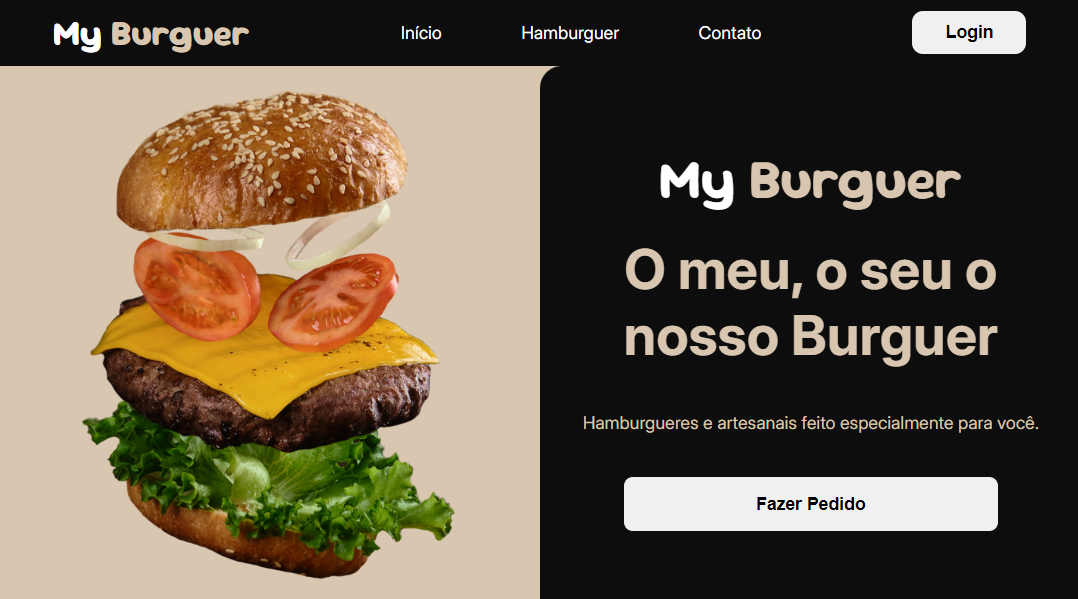 My Burguer
Início
Hamburguer
Contato
Login
My Burguer
O meu, o seu o
nosso Burguer
Hamburgueres e artesanais feito especialmente para você.
Fazer Pedido